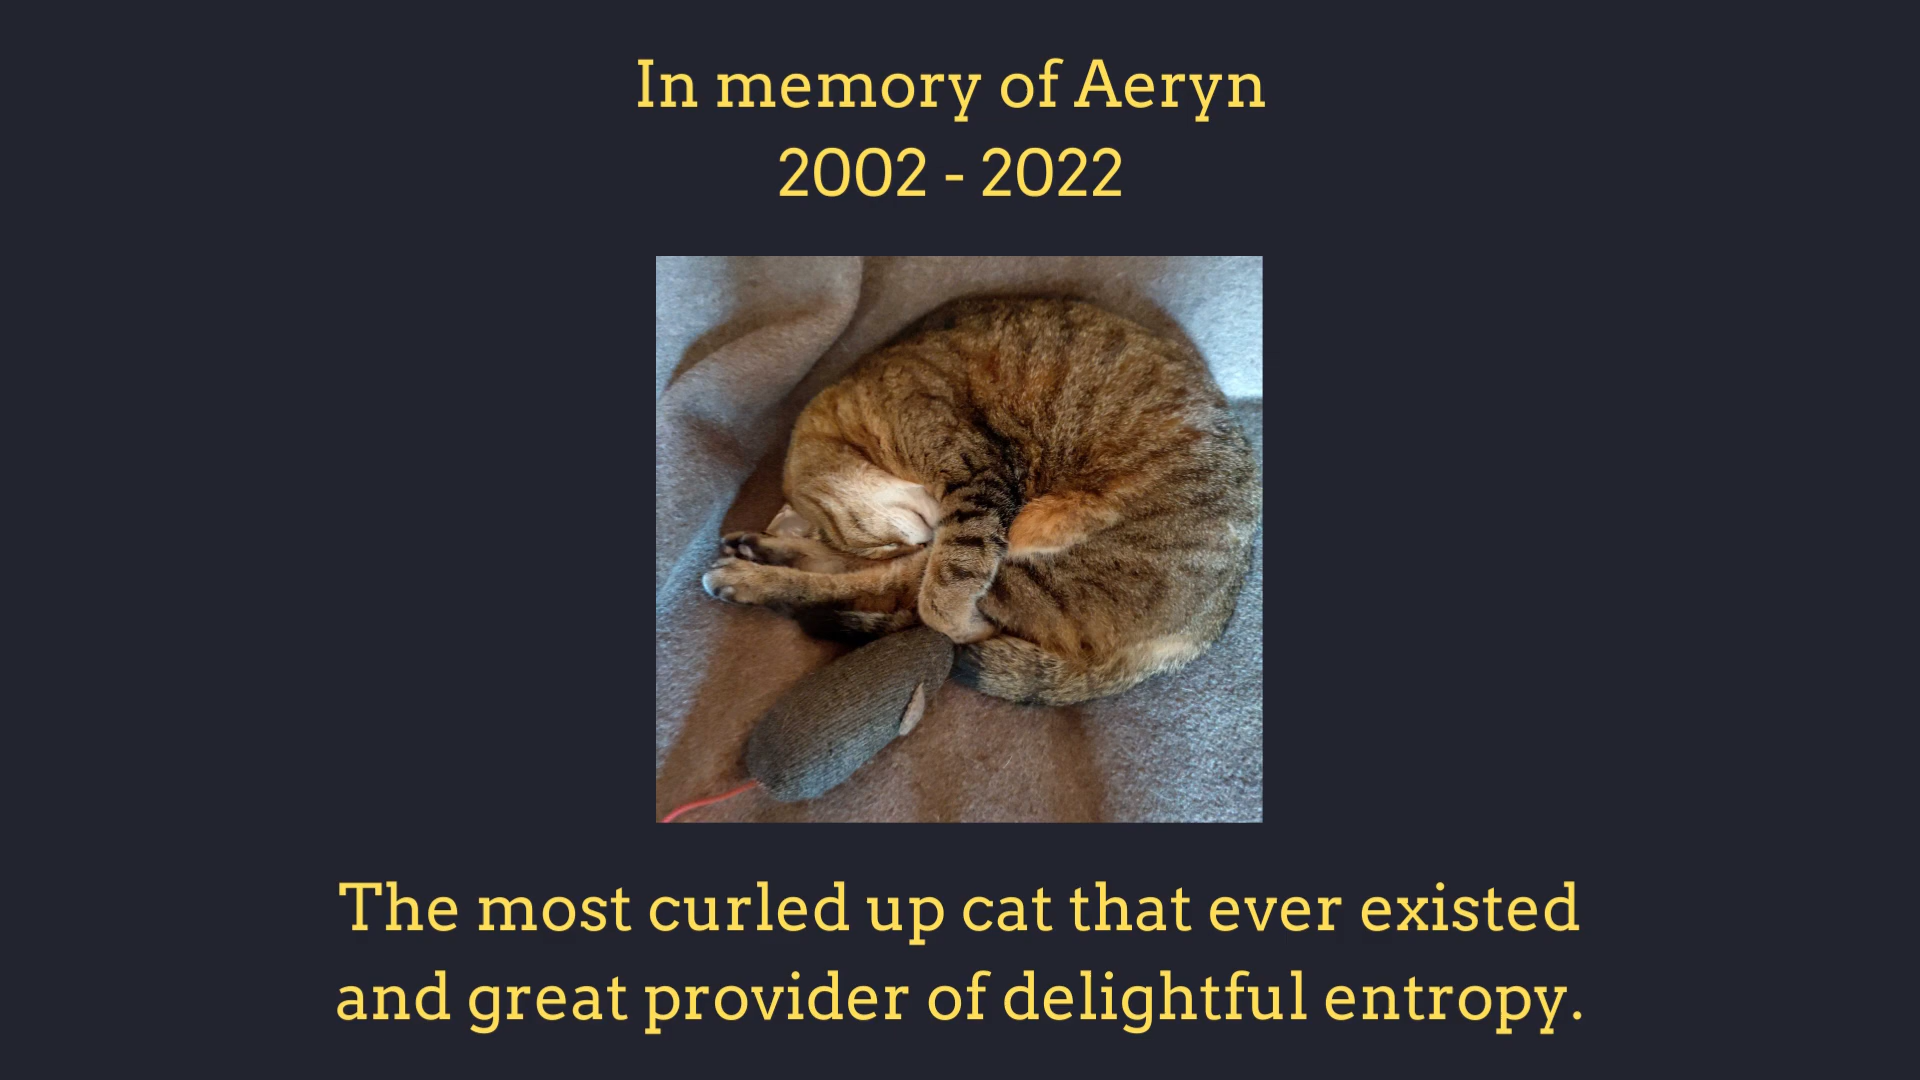 In memory of Aeryn
2002 - 2022
The most curled up cat that ever existed
and great provider of delightful entropy.